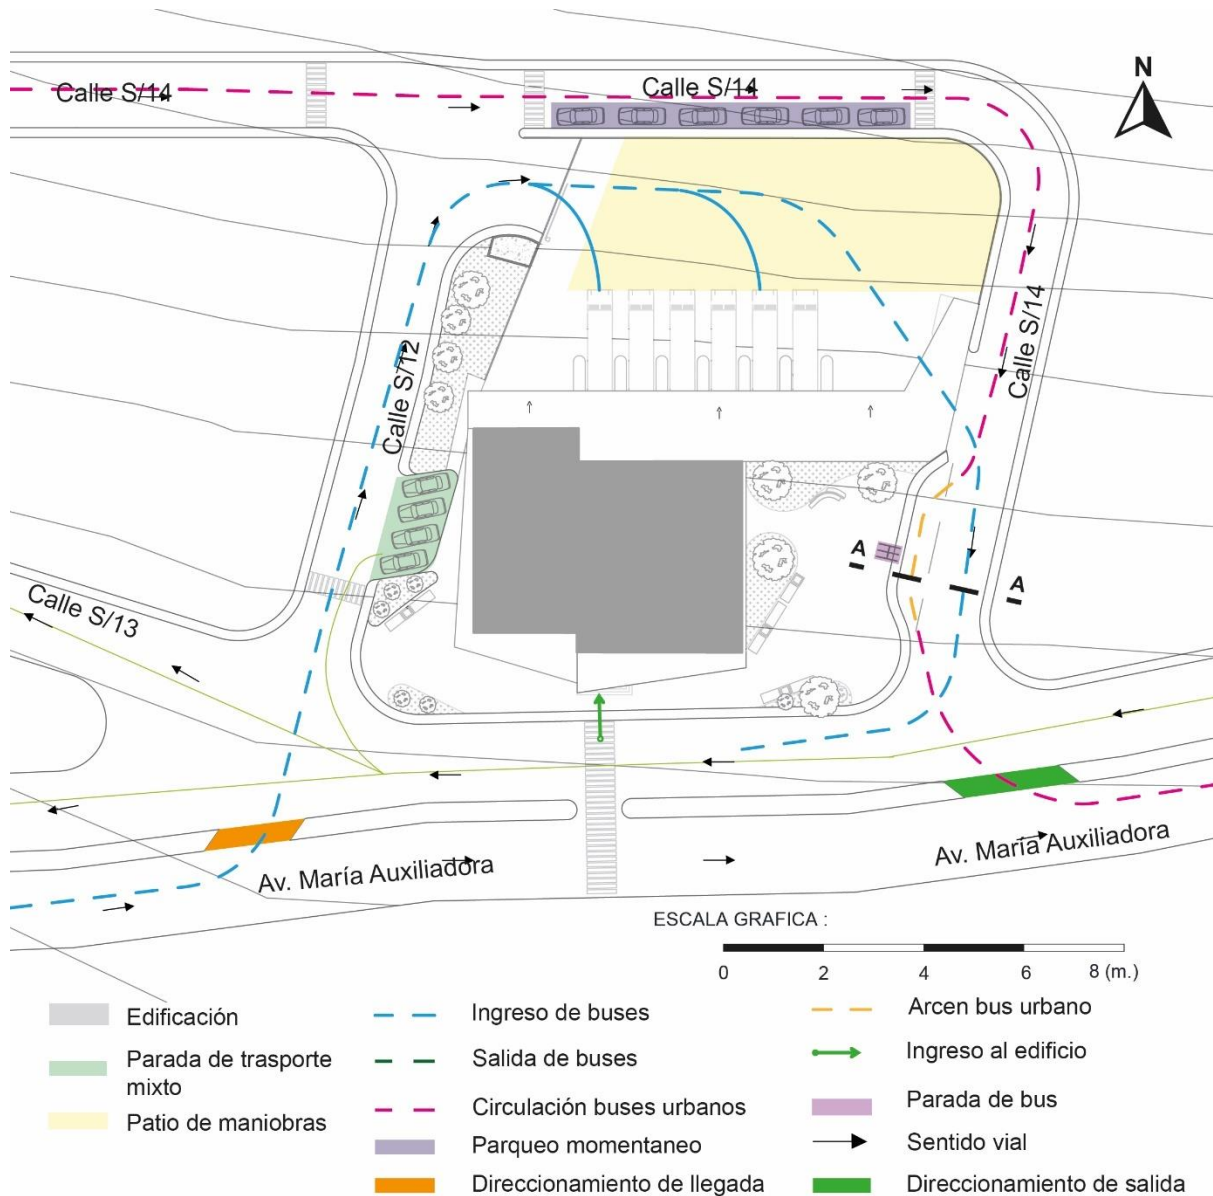 N
Calle S/14
Calle S/14
Calle S/14
Calle S/12
A
A
Calle S/13
Av. María Auxiliadora
Av. María Auxiliadora
ESCALA GRAFICA :
0 2 4 6 8 (m.)
Edificación
Parada de trasporte
mixto
Patio de maniobras
Ingreso de buses
Salida de buses
Circulación buses urbanos
Parqueo momentaneo
Direccionamiento de llegada
Arcen bus urbano
Ingreso al edificio
Parada de bus
Sentido vial
Direccionamiento de salida